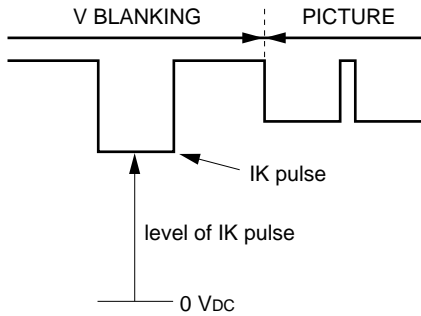 V BLANKING PICTURE
IK pulse
level of IK pulse
0 VDC